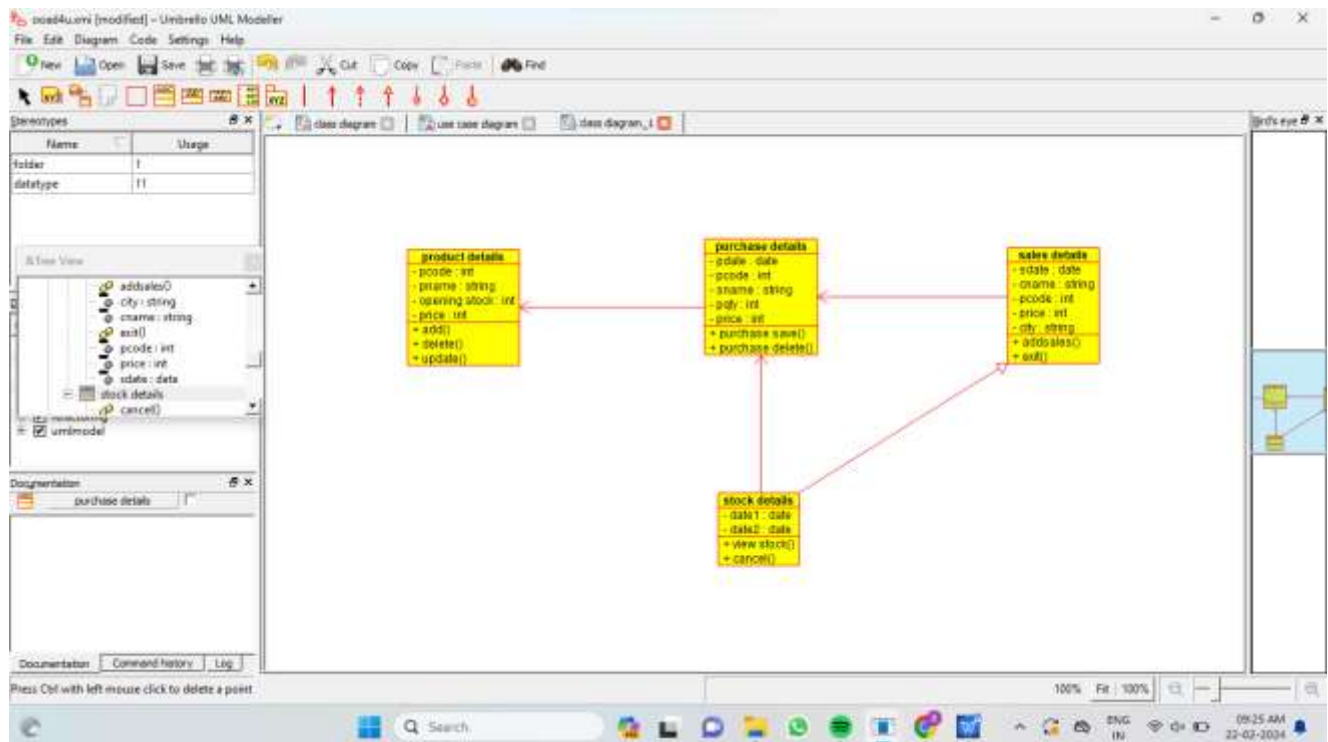 ooad4u.xmi [modified] – Umbrello UML Modeller
File Edit Diagram Code Settings Help
New Open Save Cut Copy Paste Find
Stereotypes
Name Usage
folder 1
datatype 11
Tree View
addsales()
city : string
cname : string
exit()
pcode : int
price : int
sdate : date
stock details
cancel()
umlmodel
Documentation
purchase details
Documentation Command history Log
Press Ctrl with left mouse click to delete a point
class diagram use case diagram class diagram_1
product details
- pcode : int
- pname : string
- opening stock : int
- price : int
+ add()
+ delete()
+ update()
purchase details
- pdate : date
- pcode : int
- sname : string
- pqty : int
- price : int
+ purchase save()
+ purchase delete()
sales details
- sdate : date
- cname : string
- pcode : int
- price : int
- city : string
+ addsales()
+ exit()
stock details
- date1 : date
- date2 : date
+ view stock()
+ cancel()
Bird's eye
100% Fit 100%
Search
ENG
IN
09:25 AM
22-02-2024